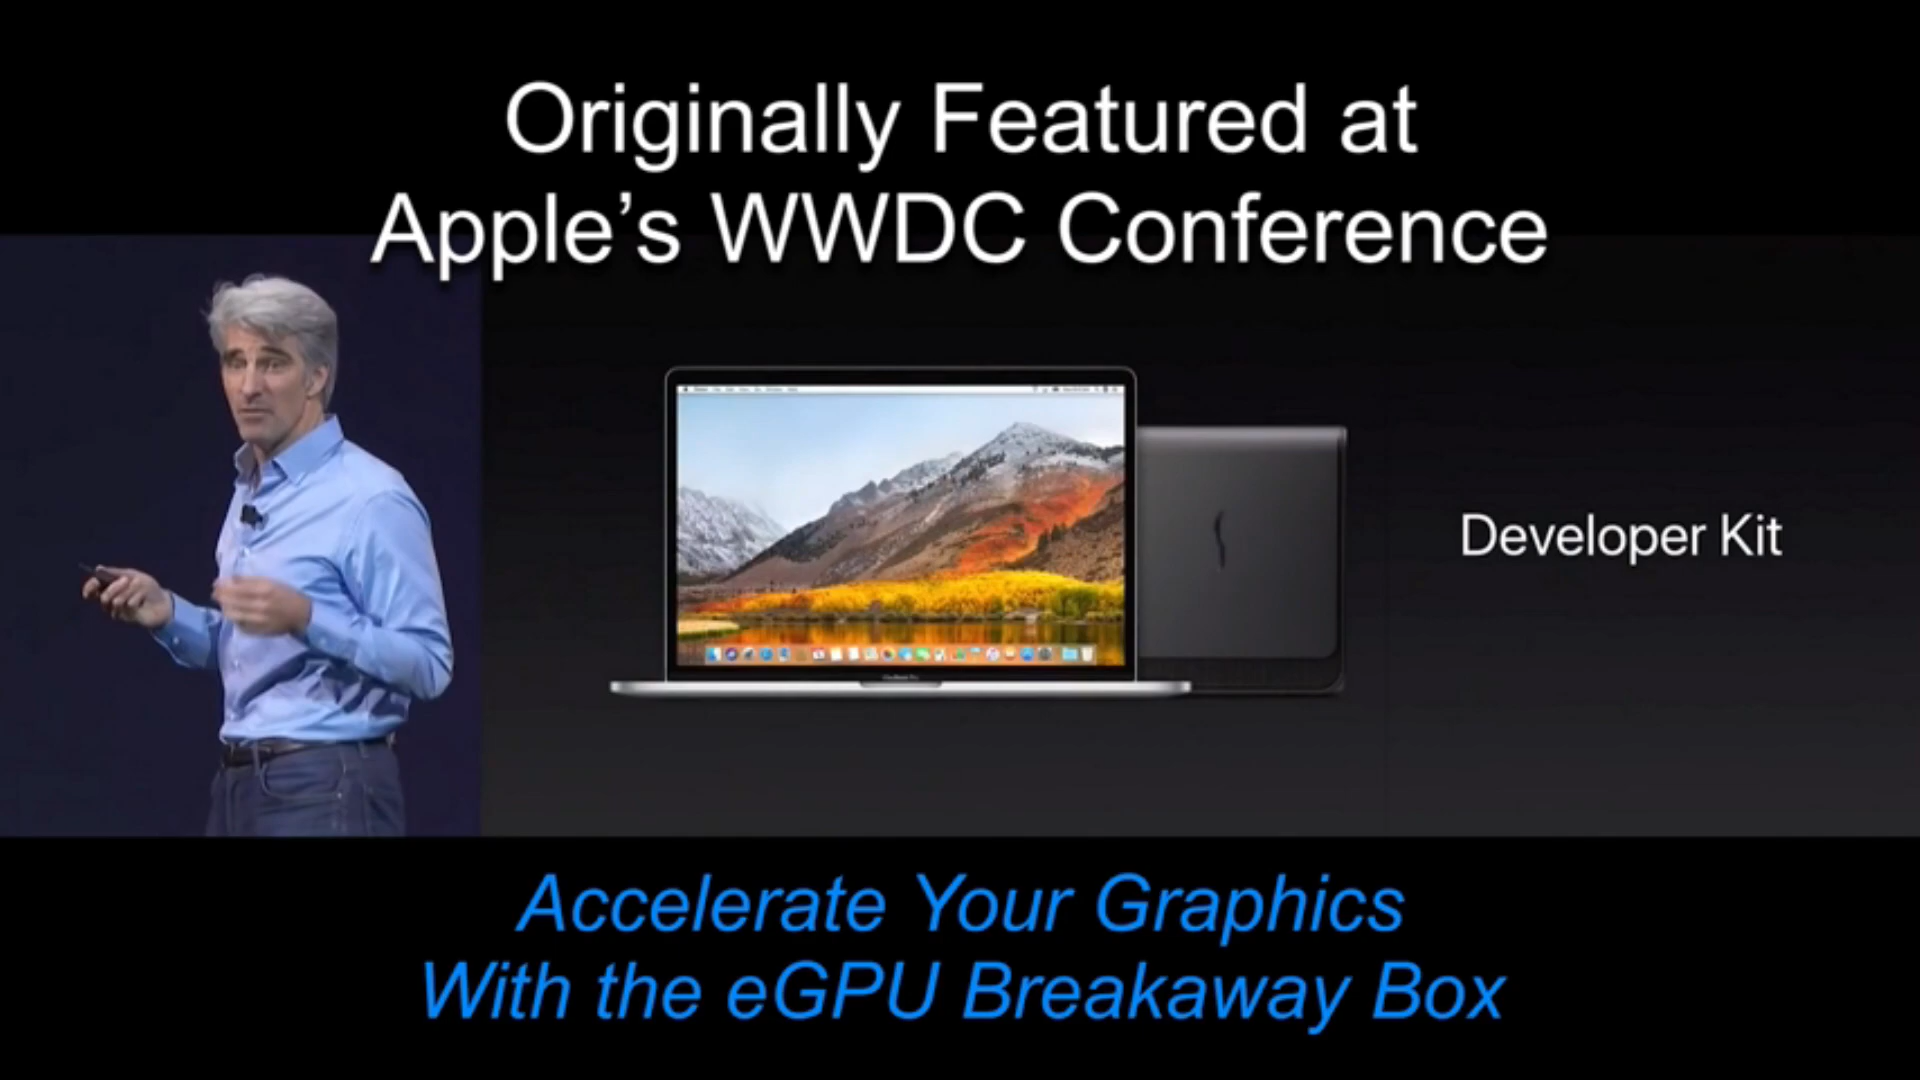 Originally Featured at
Apple’s WWDC Conference
Developer Kit
Accelerate Your Graphics
With the eGPU Breakaway Box